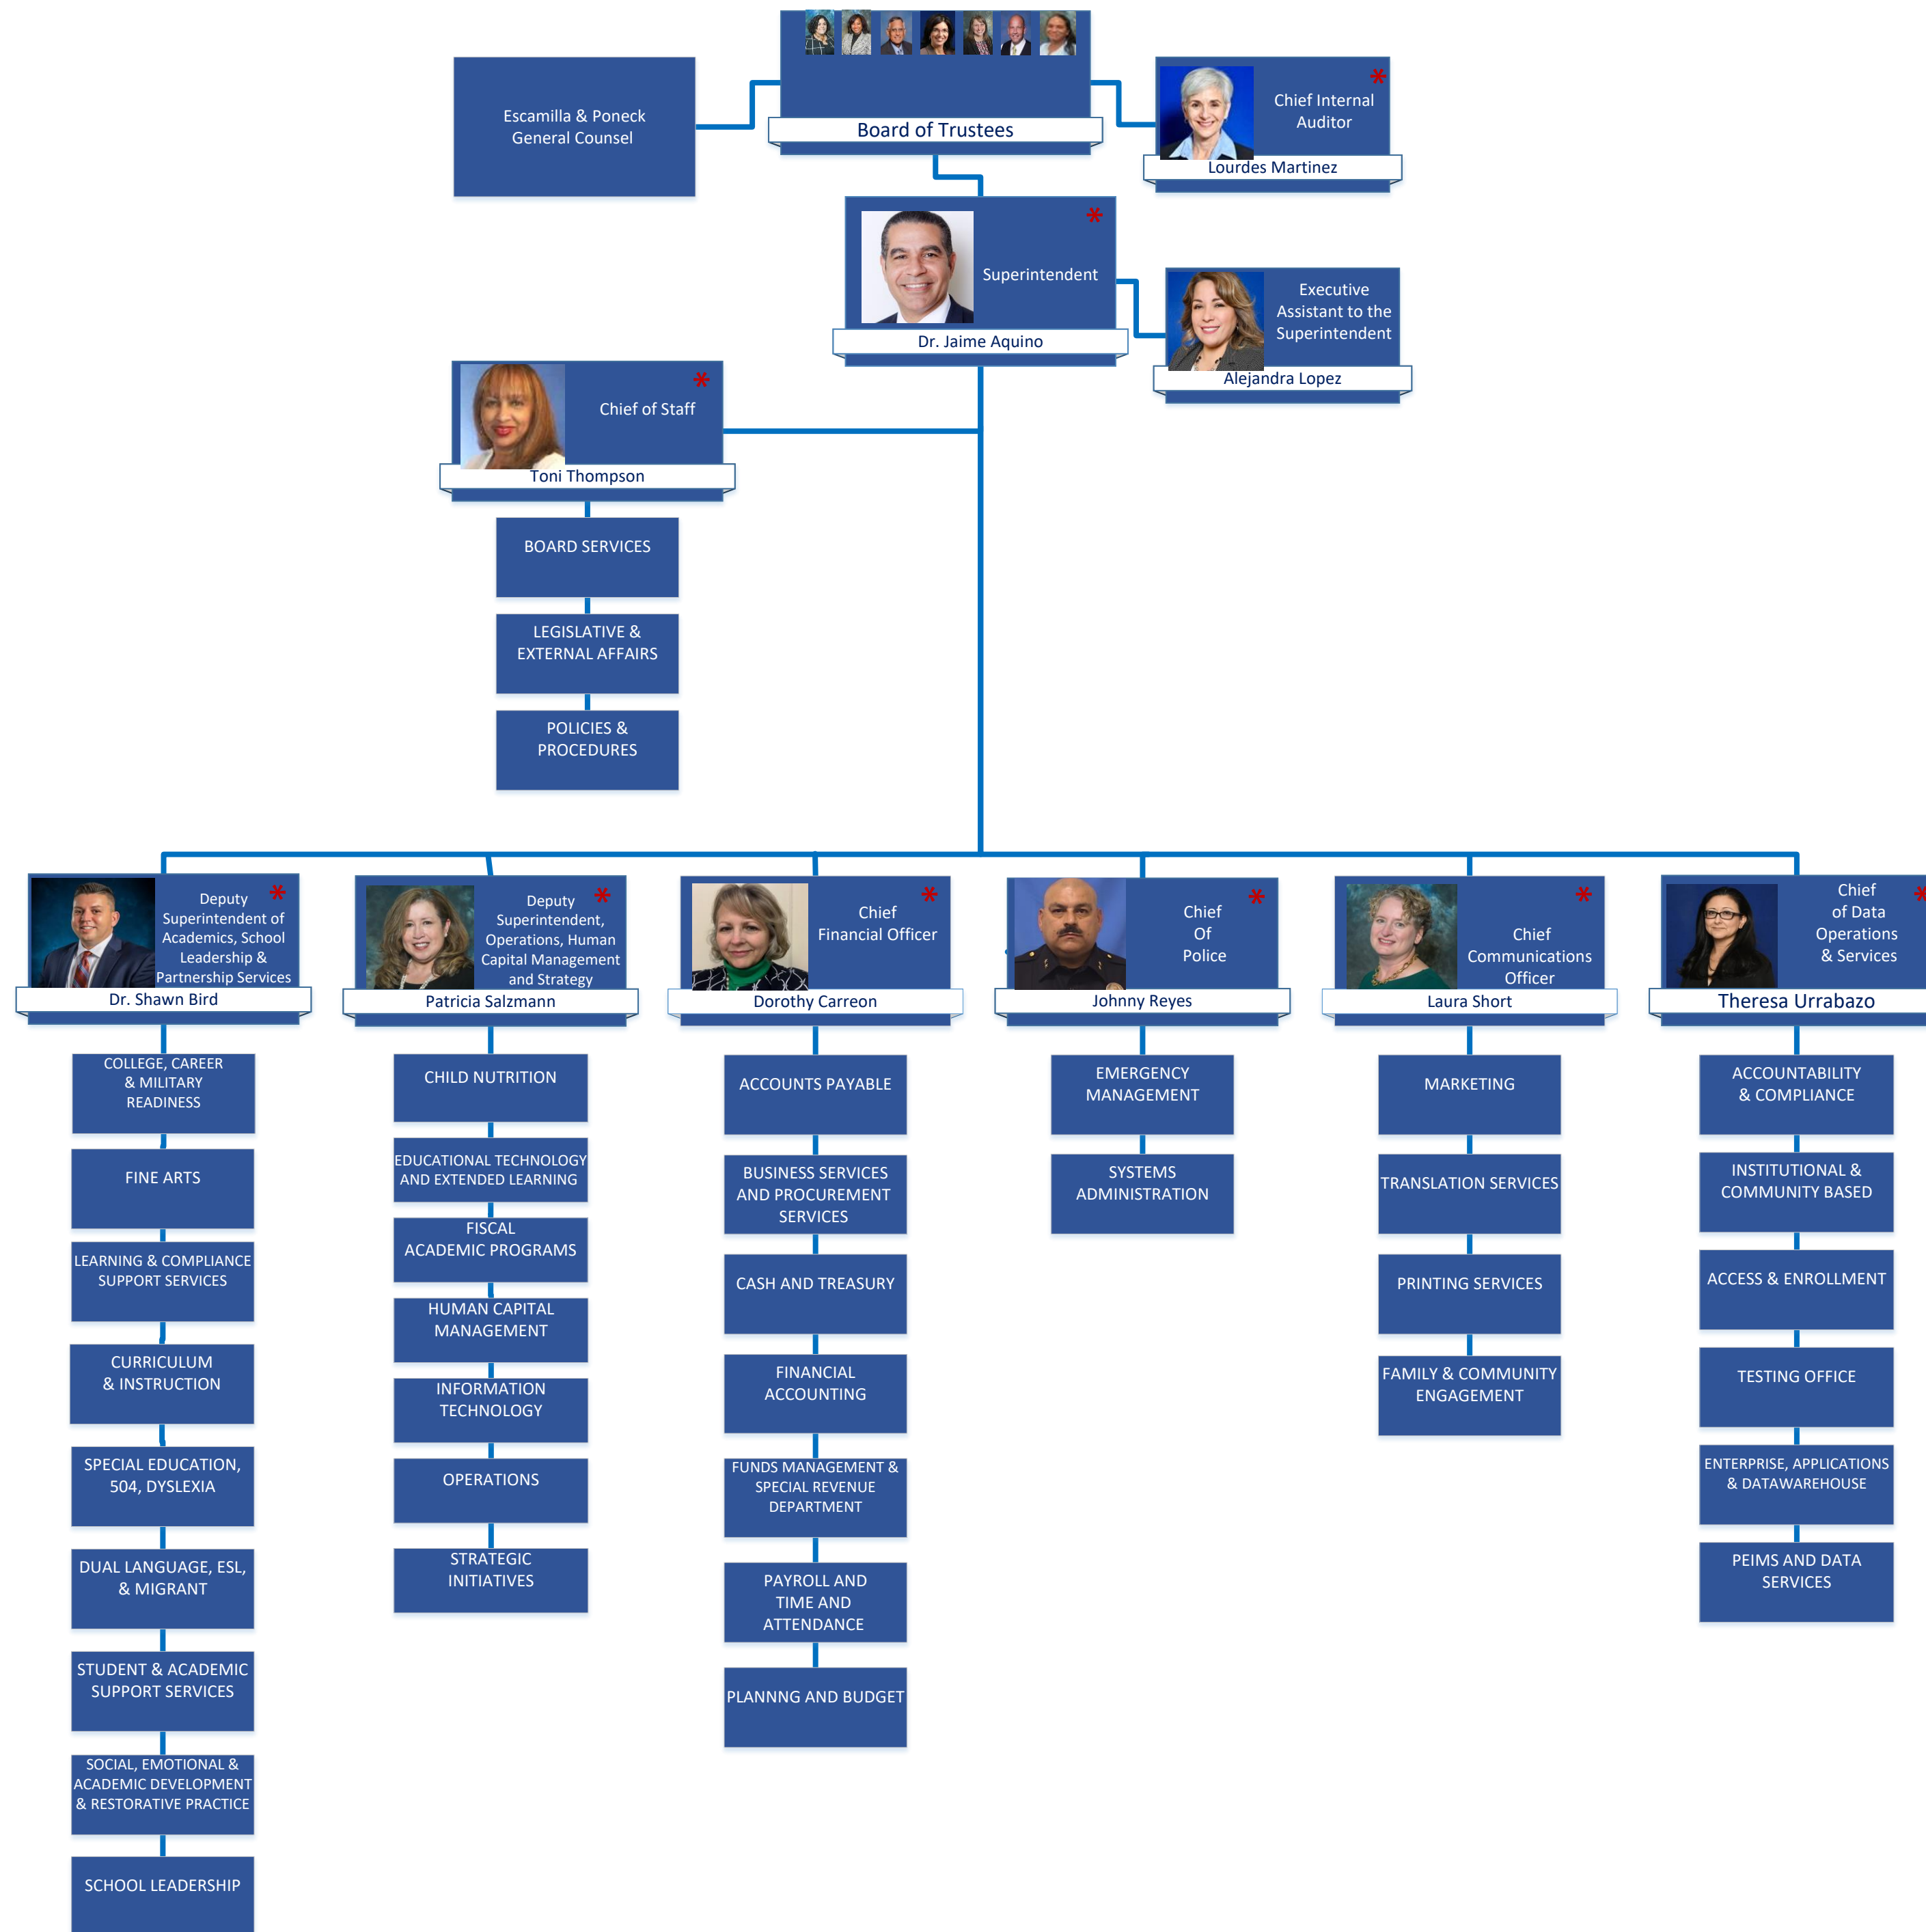 Board of Trustees
Escamilla & Poneck
General Counsel
*
Chief Internal
Auditor
Lourdes Martinez
*
Superintendent
Dr. Jaime Aquino
Executive
Assistant to the
Superintendent
Alejandra Lopez
*
Chief of Staff
Toni Thompson
BOARD SERVICES
LEGISLATIVE &
EXTERNAL AFFAIRS
POLICIES &
PROCEDURES
*
Deputy
Superintendent of
Academics, School
Leadership &
Partnership Services
Dr. Shawn Bird
COLLEGE, CAREER
& MILITARY
READINESS
FINE ARTS
LEARNING & COMPLIANCE
SUPPORT SERVICES
CURRICULUM
& INSTRUCTION
SPECIAL EDUCATION,
504, DYSLEXIA
DUAL LANGUAGE, ESL,
& MIGRANT
STUDENT & ACADEMIC
SUPPORT SERVICES
SOCIAL, EMOTIONAL &
ACADEMIC DEVELOPMENT
& RESTORATIVE PRACTICE
SCHOOL LEADERSHIP
*
Deputy
Superintendent,
Operations, Human
Capital Management
and Strategy
Patricia Salzmann
CHILD NUTRITION
EDUCATIONAL TECHNOLOGY
AND EXTENDED LEARNING
FISCAL
ACADEMIC PROGRAMS
HUMAN CAPITAL
MANAGEMENT
INFORMATION
TECHNOLOGY
OPERATIONS
STRATEGIC
INITIATIVES
*
Chief
Financial Officer
Dorothy Carreon
ACCOUNTS PAYABLE
BUSINESS SERVICES
AND PROCUREMENT
SERVICES
CASH AND TREASURY
FINANCIAL
ACCOUNTING
FUNDS MANAGEMENT &
SPECIAL REVENUE
DEPARTMENT
PAYROLL AND
TIME AND
ATTENDANCE
PLANNNG AND BUDGET
*
Chief
Of
Police
Johnny Reyes
EMERGENCY
MANAGEMENT
SYSTEMS
ADMINISTRATION
*
Chief
Communications
Officer
Laura Short
MARKETING
TRANSLATION SERVICES
PRINTING SERVICES
FAMILY & COMMUNITY
ENGAGEMENT
*
Chief
of Data
Operations
& Services
Theresa Urrabazo
ACCOUNTABILITY
& COMPLIANCE
INSTITUTIONAL &
COMMUNITY BASED
ACCESS & ENROLLMENT
TESTING OFFICE
ENTERPRISE, APPLICATIONS
& DATAWAREHOUSE
PEIMS AND DATA
SERVICES